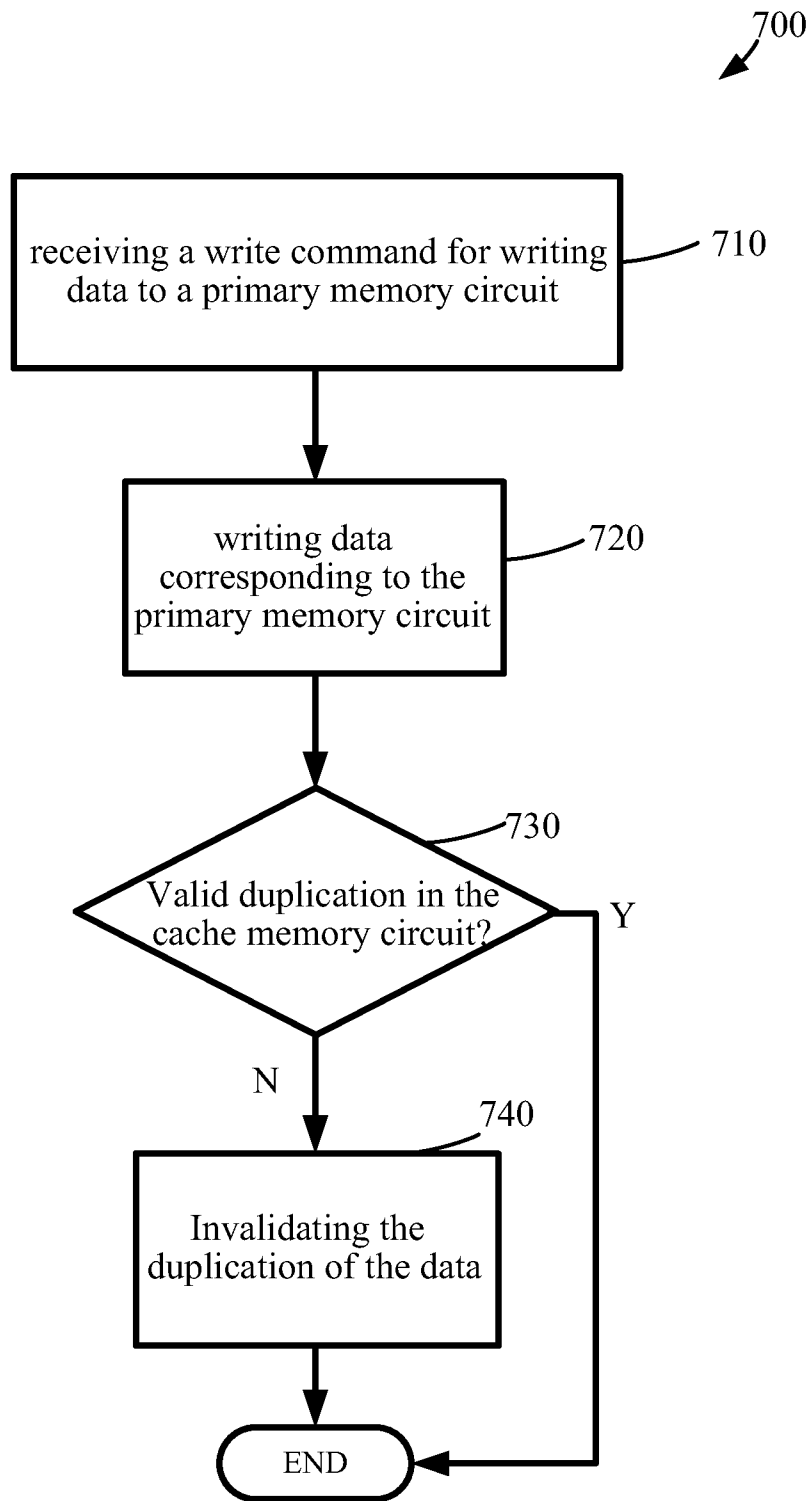 700
receiving a write command for writing
data to a primary memory circuit
710
writing data
corresponding to the
primary memory circuit
720
730
Valid duplication in the
cache memory circuit?
Y
N
740
Invalidating the
duplication of the data
END